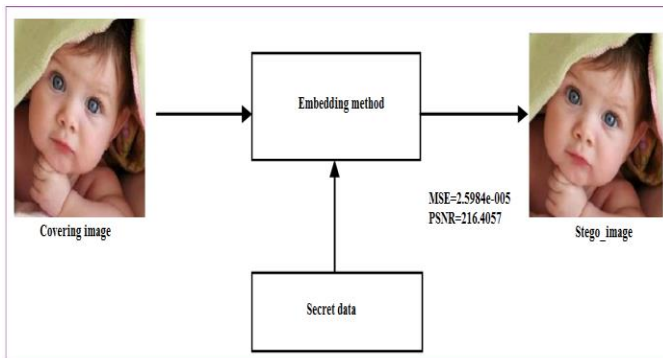 Embedding method
MSE=2.5984e-005
PSNR=216.4057
Covering image
Stego_image
Secret data